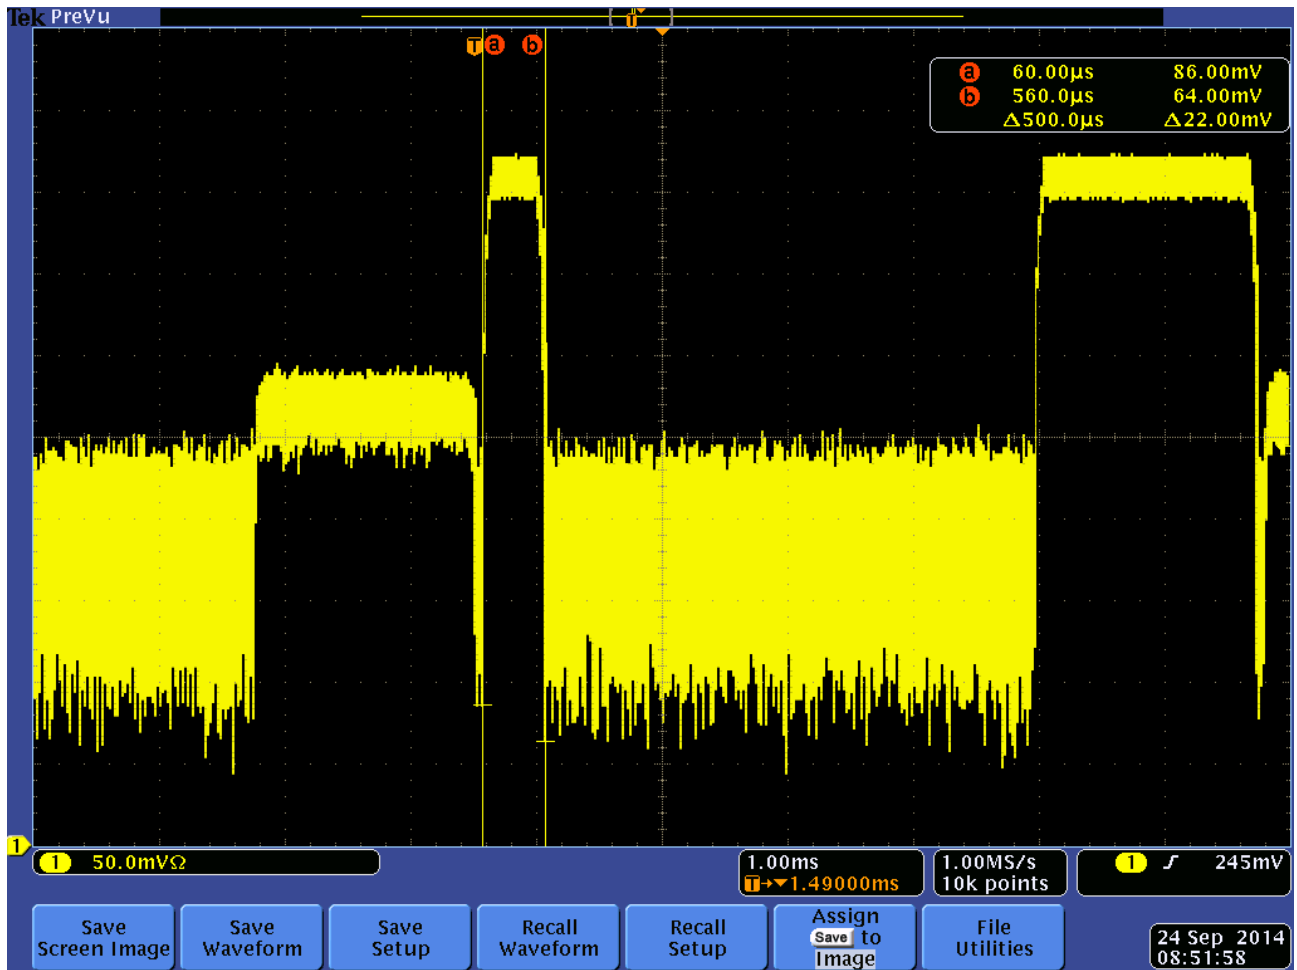 Tek PreVu
T a b
a 60.00µs 86.00mV
b 560.0µs 64.00mV
Δ500.0µs Δ22.00mV
1
1 50.0mVΩ
1.00ms
T→▼1.49000ms
1.00MS/s
10k points
1 245mV
Save
Screen Image
Save
Waveform
Save
Setup
Recall
Waveform
Recall
Setup
Assign
Save to
Image
File
Utilities
24 Sep 2014
08:51:58